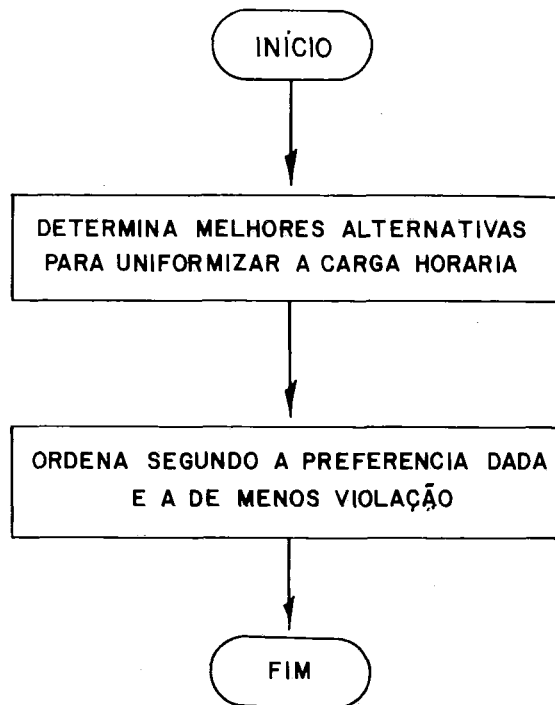 INÍCIO
DETERMINA MELHORES ALTERNATIVAS
PARA UNIFORMIZAR A CARGA HORARIA
ORDENA SEGUNDO A PREFERENCIA DADA
E A DE MENOS VIOLAÇÃO
FIM